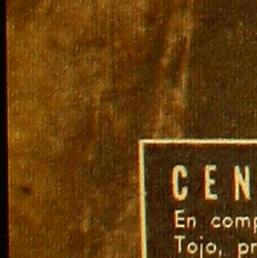 CEN
En comp
Tojo, pr